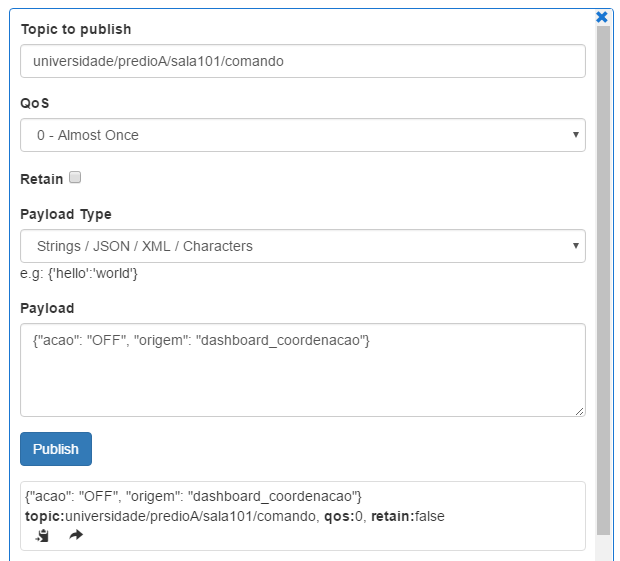 Topic to publish
universidade/predioA/sala101/comando
QoS
0 - Almost Once
Retain
Payload Type
Strings / JSON / XML / Characters
e.g: {'hello':'world'}
Payload
{"acao": "OFF", "origem": "dashboard_coordenacao"}
Publish
{"acao": "OFF", "origem": "dashboard_coordenacao"}
topic:universidade/predioA/sala101/comando, qos:0, retain:false